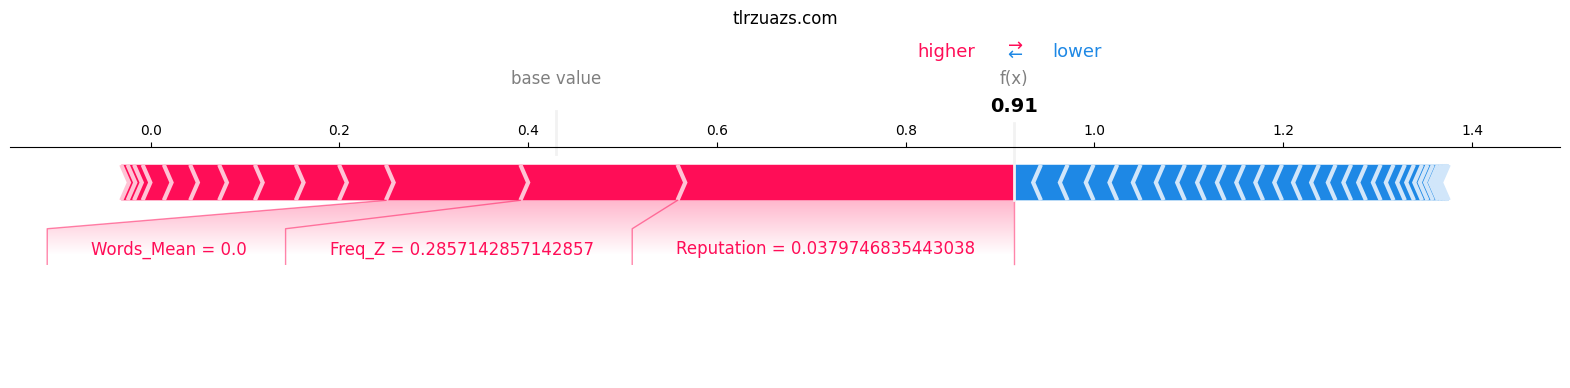 tlrzuazs.com
higher ⇄ lower
base value f(x)
0.91
0.0 0.2 0.4 0.6 0.8 1.0 1.2 1.4
Words_Mean = 0.0 Freq_Z = 0.2857142857142857 Reputation = 0.0379746835443038